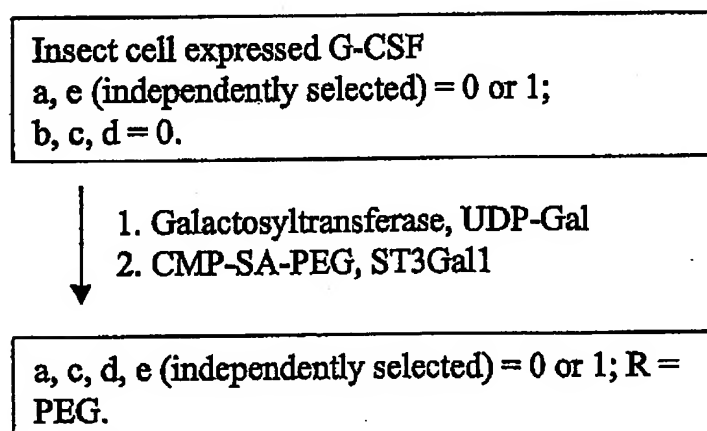 Insect cell expressed G-CSF
a, e (independently selected) = 0 or 1;
b, c, d = 0.
1. Galactosyltransferase, UDP-Gal
2. CMP-SA-PEG, ST3Gal1
a, c, d, e (independently selected) = 0 or 1; R =
PEG.